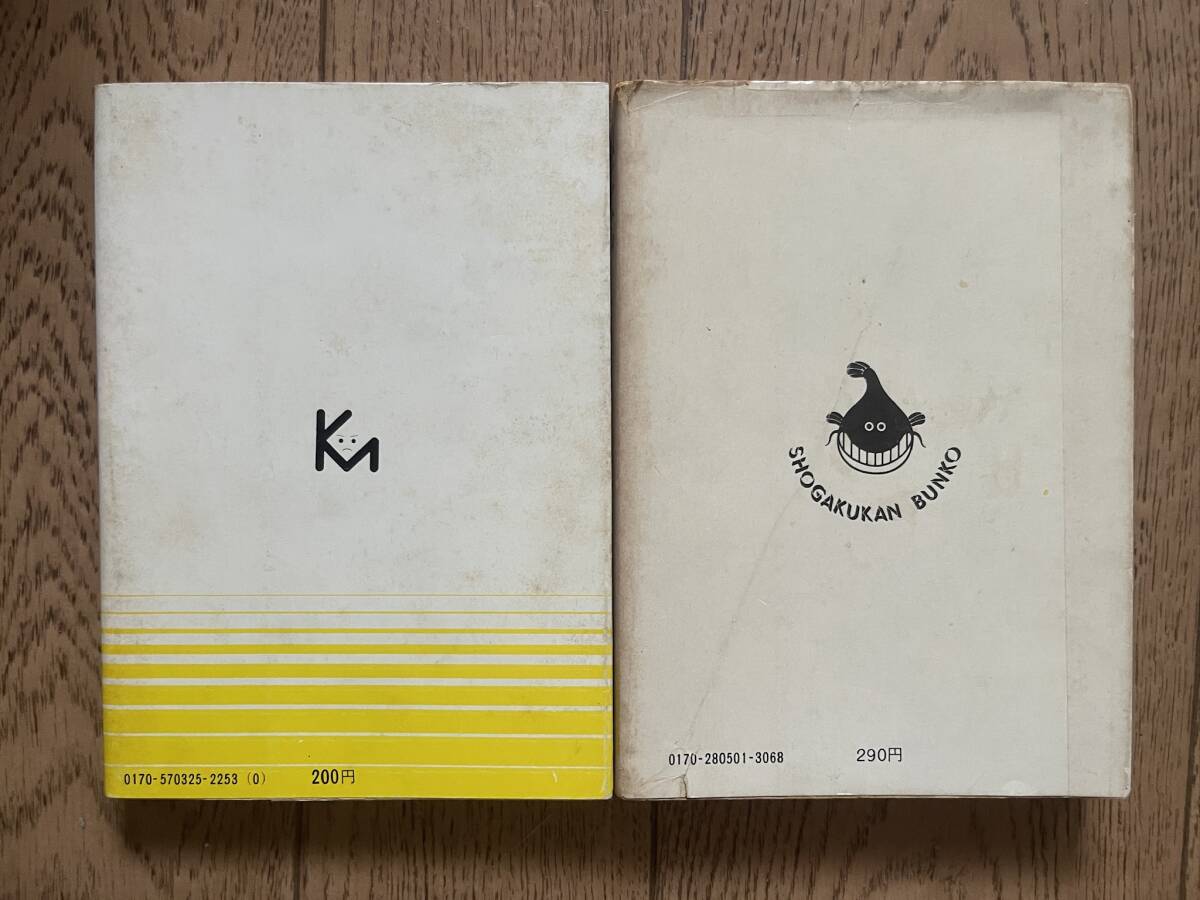 KM
0170-570325-2253 (0) 200円
SHOGAKUKAN BUNKO
0170-280501-3068 290円